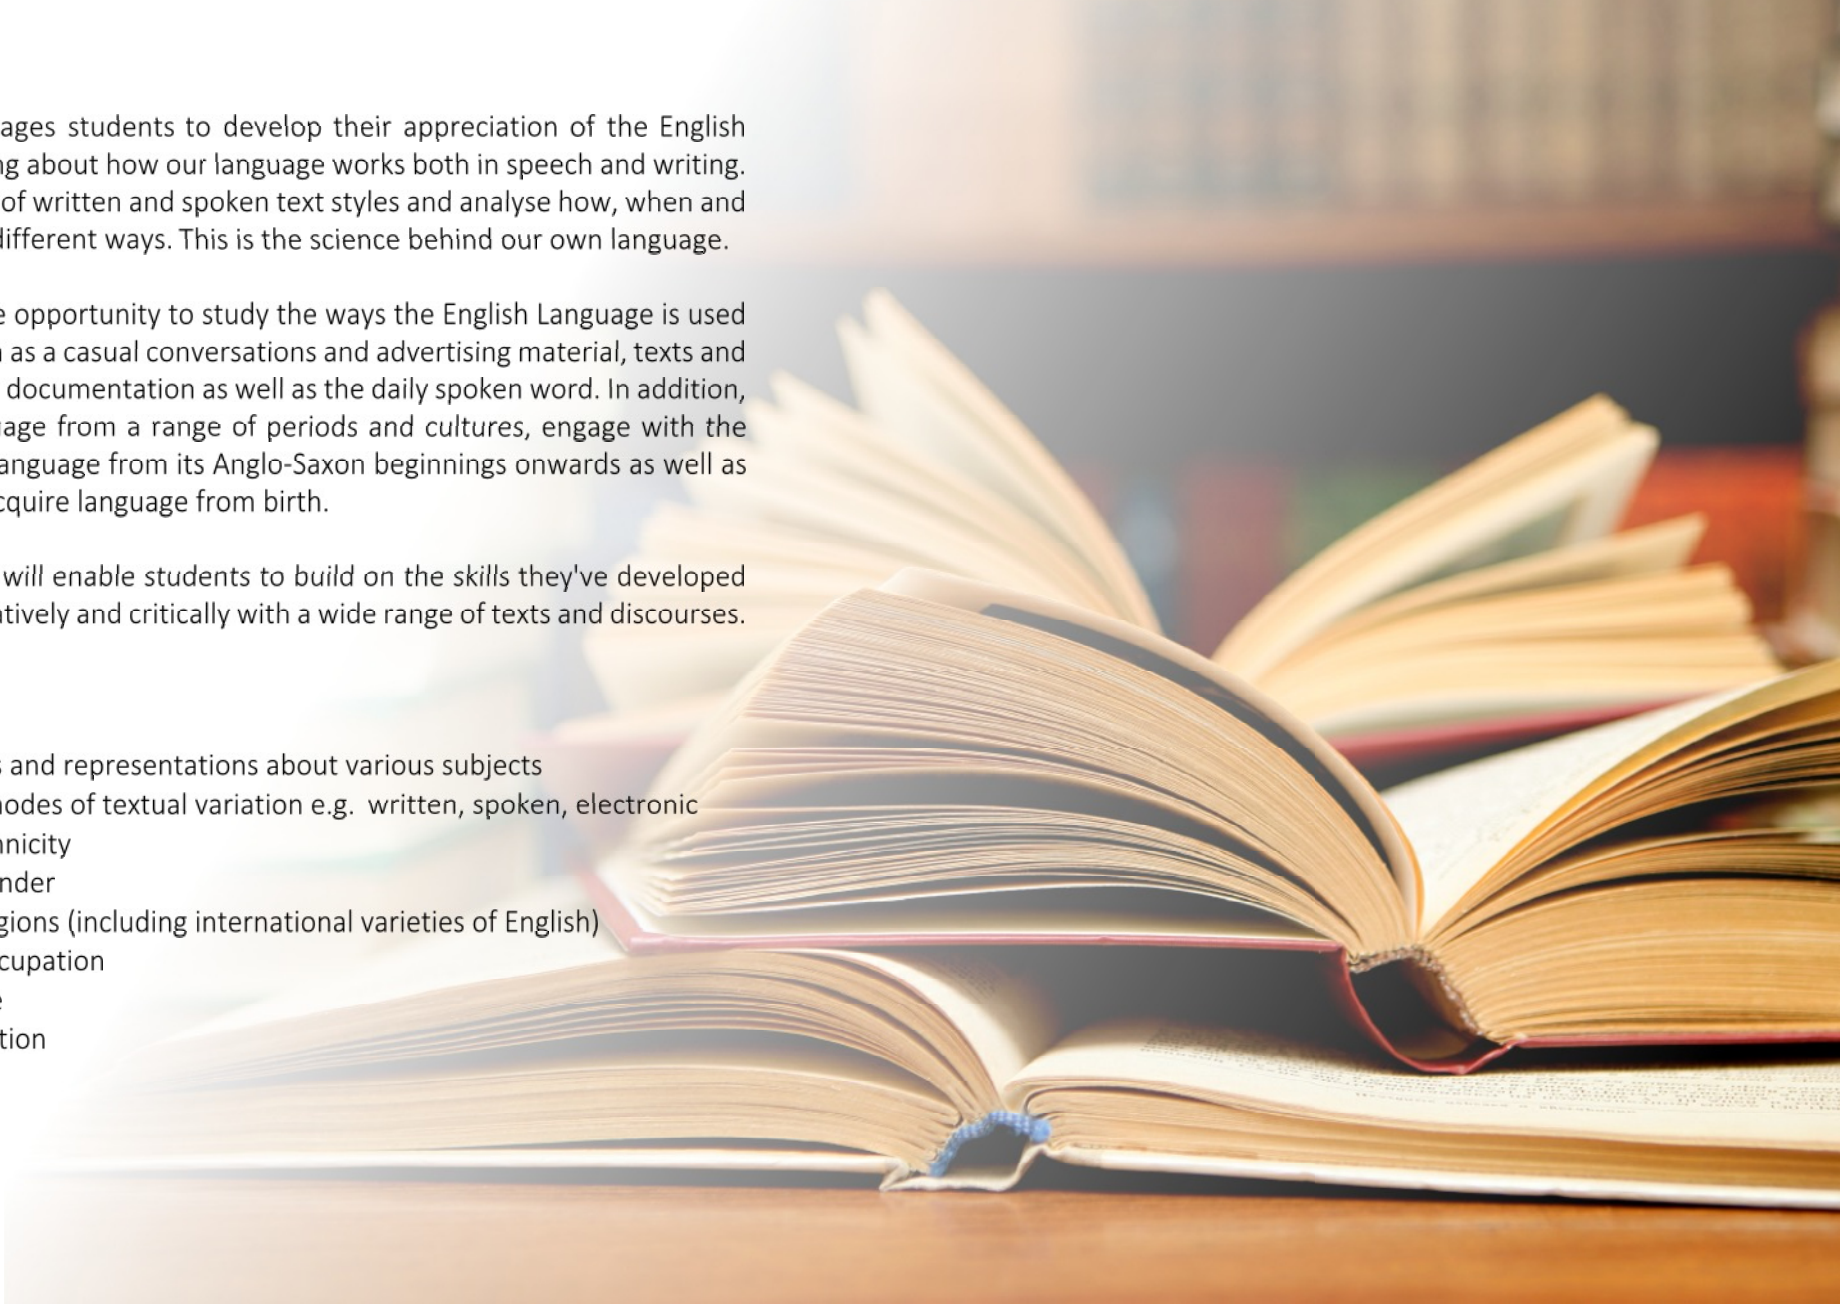 ages students to develop their appreciation of the English
ng about how our language works both in speech and writing.
of written and spoken text styles and analyse how, when and
different ways. This is the science behind our own language.
e opportunity to study the ways the English Language is used
as a casual conversations and advertising material, texts and
documentation as well as the daily spoken word. In addition,
age from a range of periods and cultures, engage with the
anguage from its Anglo-Saxon beginnings onwards as well as
cquire language from birth.
will enable students to build on the skills they've developed
atively and critically with a wide range of texts and discourses.
s and representations about various subjects
nodes of textual variation e.g. written, spoken, electronic
nicity
nder
gions (including international varieties of English)
cupation
e
tion